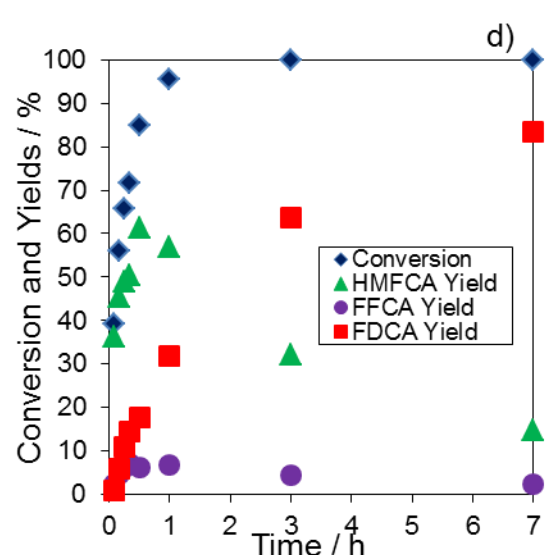 d)
Conversion and Yields / %
100
90
80
70
60
50
40
30
20
10
0
Conversion
HMFCA Yield
FFCA Yield
FDCA Yield
0 1 2 3 4 5 6 7
Time / h